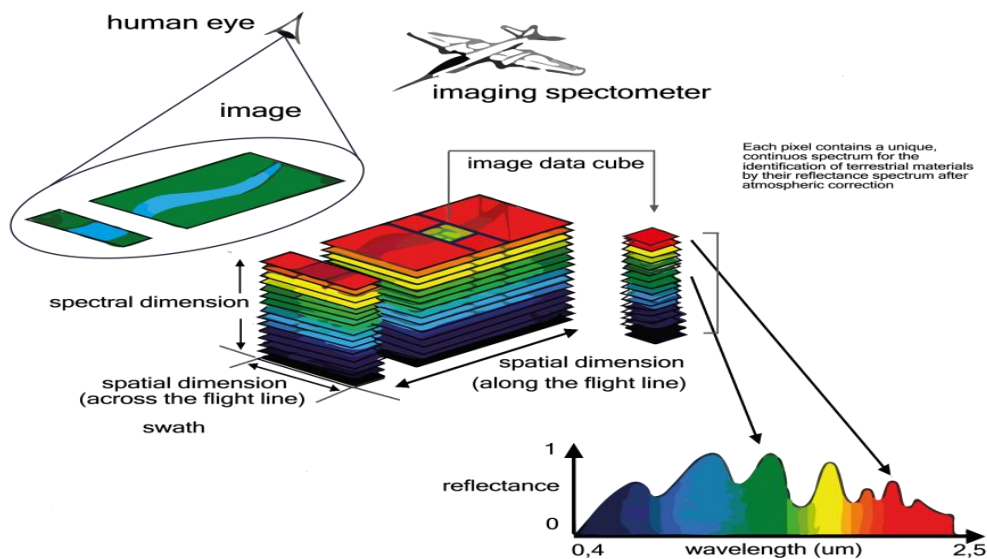 human eye
imaging spectometer
image
image data cube
Each pixel contains a unique,
continuos spectrum for the
identification of terrestrial materials
by their reflectance spectrum after
atmospheric correction
spectral dimension
spatial dimension
(across the flight line)
swath
spatial dimension
(along the flight line)
1
reflectance
0
0,4
wavelength (um)
2,5